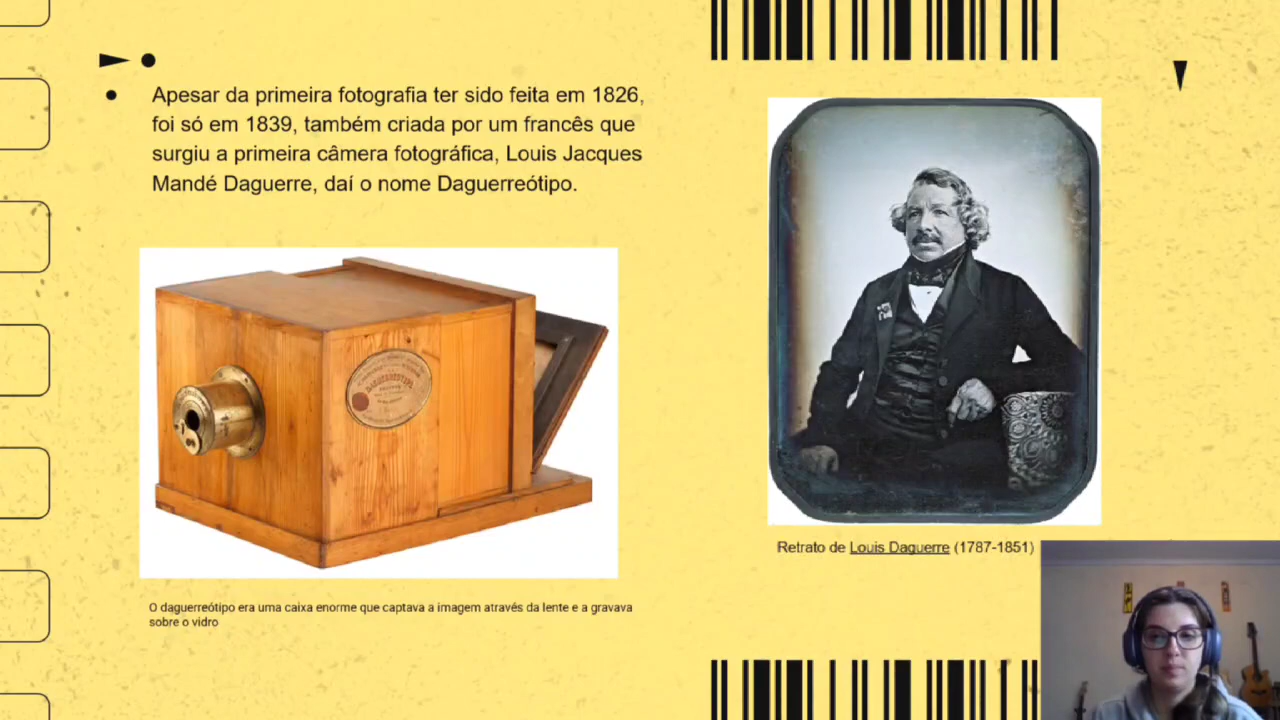 Apesar da primeira fotografia ter sido feita em 1826,
foi só em 1839, também criada por um francês que
surgiu a primeira câmera fotográfica, Louis Jacques
Mandé Daguerre, daí o nome Daguerreótipo.
DAGUERREOTYPE
Retrato de Louis Daguerre (1787-1851)
O daguerreótipo era uma caixa enorme que captava a imagem através da lente e a gravava
sobre o vidro